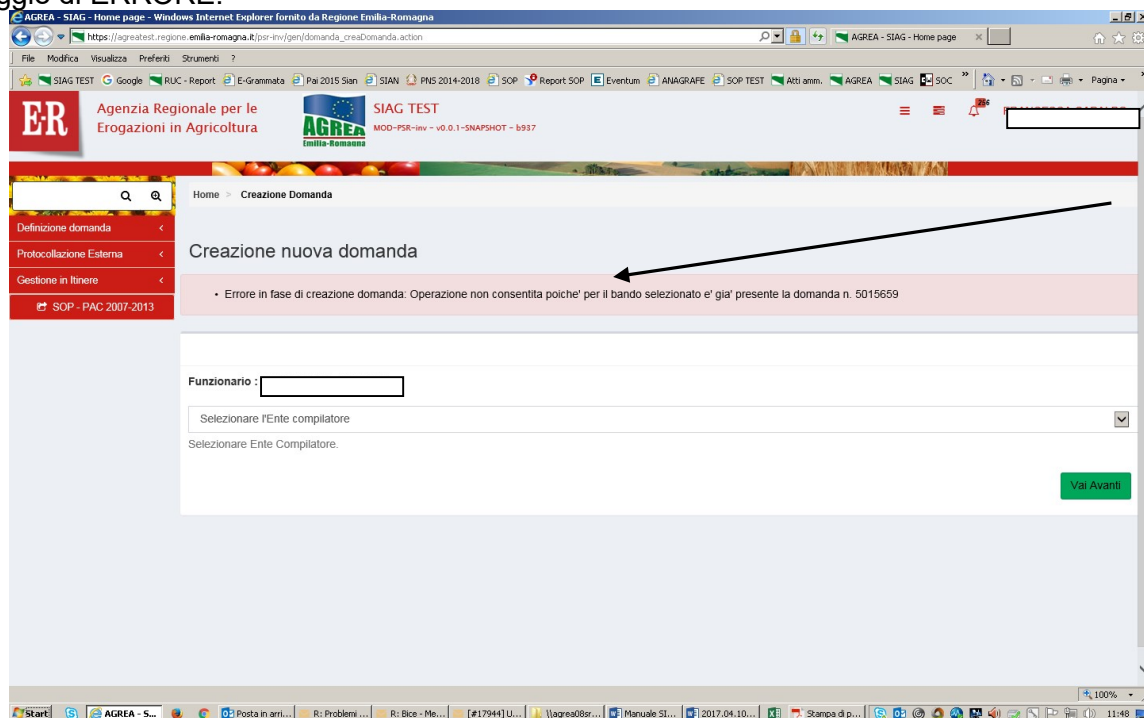 ggio di ERRORE:
AGREA - STAG - Home page - Windows Internet Explorer fornito da Regione Emilia-Romagna
https://agreatest.regione.emilia-romagna.it/psr-inv/gen/domanda_creaDomanda.action
AGREA - SIAG - Home page
File Modifica Visualizza Preferiti Strumenti ?
SIAG TEST Google RUC - Report E-Grammata Pai 2015 Sian SIAN PNS 2014-2018 SOP Report SOP Eventum ANAGRAFE SOP TEST Atti amm. AGREA SIAG SOC » Pagina
E·R Agenzia Regionale per le Erogazioni in Agricoltura
AGREA
Emilia-Romagna
SIAG TEST
MOD-PSR-inv - v0.0.1-SNAPSHOT - b937
256
Home > Creazione Domanda
Definizione domanda <
Protocollazione Esterna <
Gestione in Itinere <
SOP - PAC 2007-2013
Creazione nuova domanda
• Errore in fase di creazione domanda: Operazione non consentita poiche' per il bando selezionato e' gia' presente la domanda n. 5015659
Funzionario :
Selezionare l'Ente compilatore
Selezionare Ente Compilatore.
Vai Avanti
100%
Start AGREA - S... Posta in arri... R: Problemi ... R: Bice - Me... [#17944] U... \\agrea08sr... Manuale SI... 2017.04.10... Stampa di p... 11:48